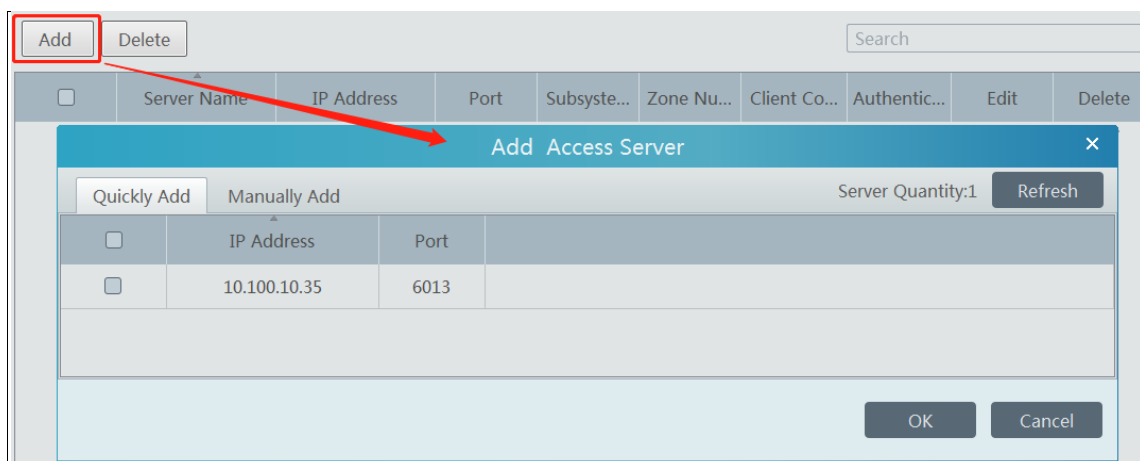 Add Delete Search
Server Name IP Address Port Subsyste... Zone Nu... Client Co... Authentic... Edit Delete
Add Access Server ×
Quickly Add Manually Add Server Quantity:1 Refresh
IP Address Port
10.100.10.35 6013
OK Cancel